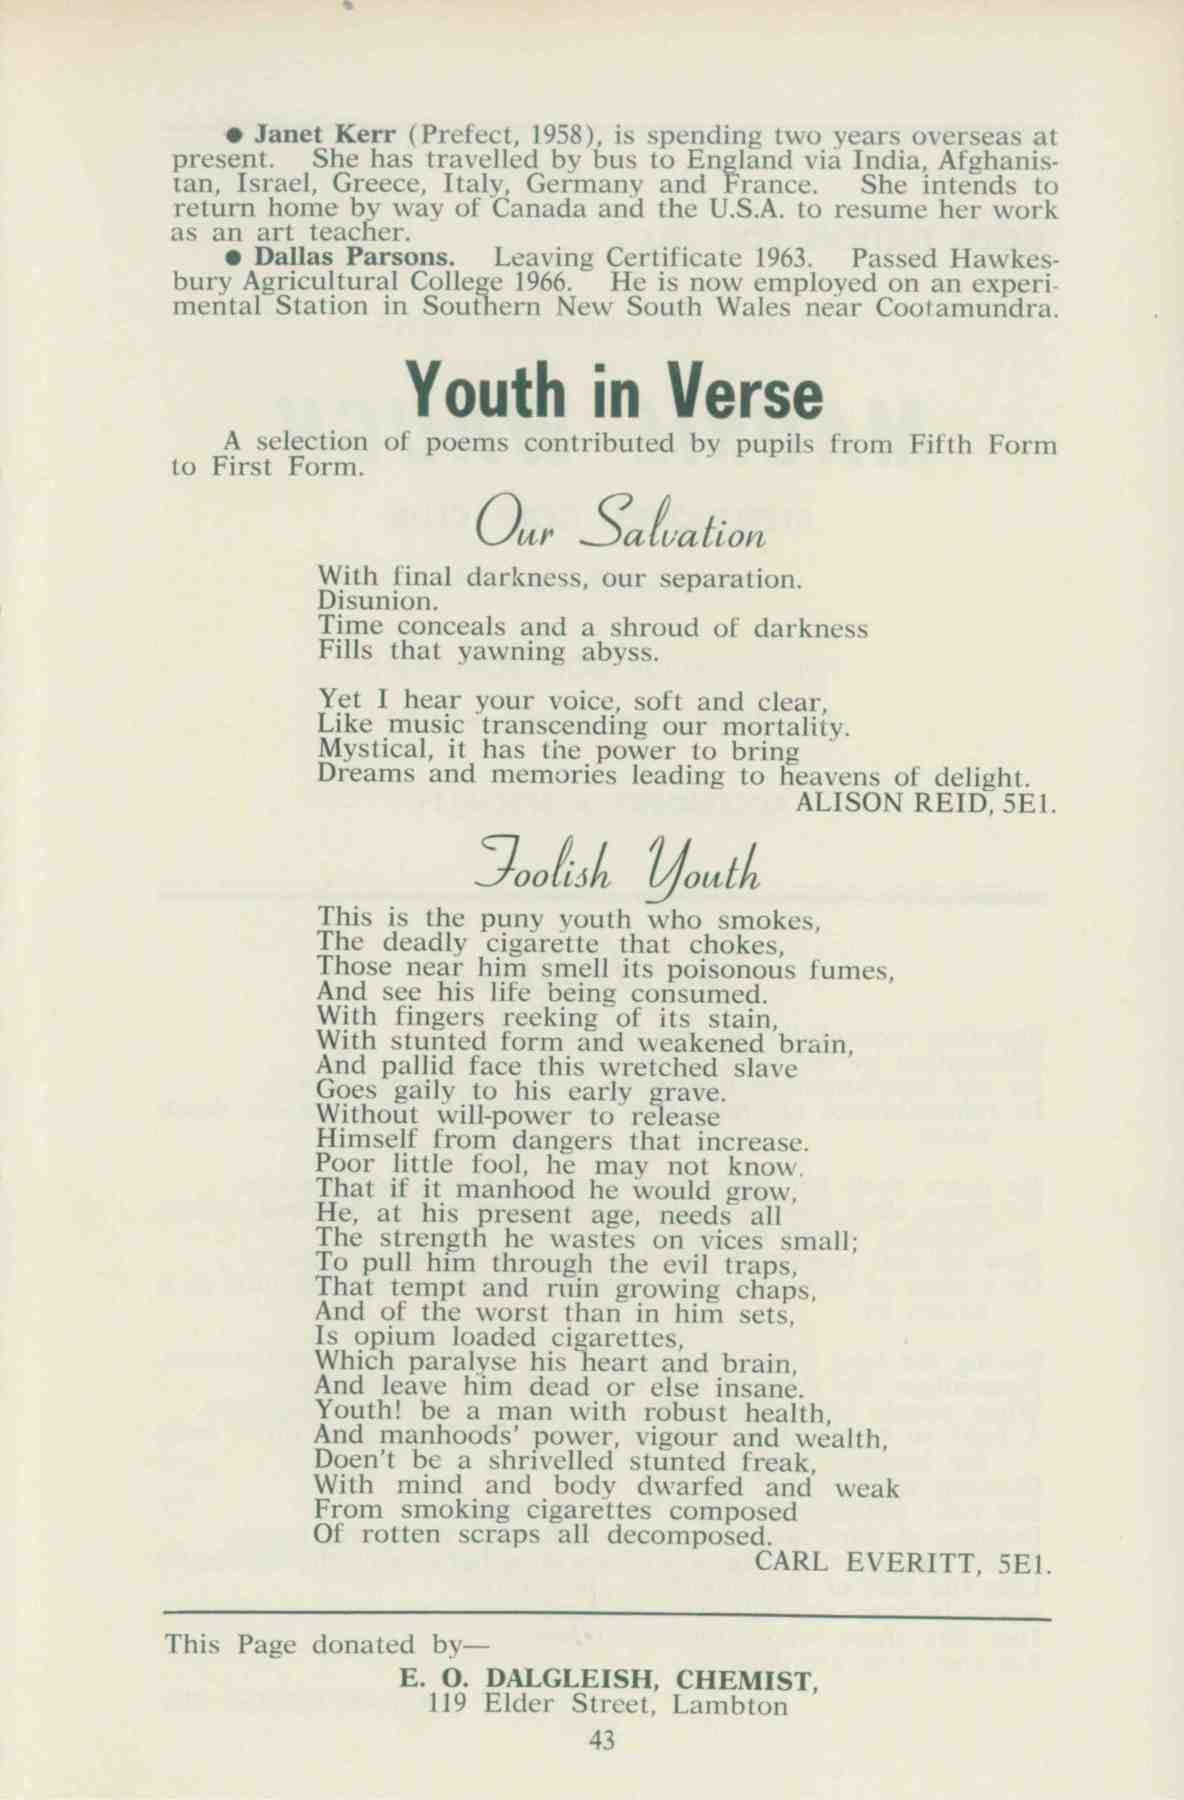 ● Janet Kerr (Prefect, 1958), is spending two years overseas at
present. She has travelled by bus to England via India, Afghanis-
tan, Israel, Greece, Italy, Germany and France. She intends to
return home by way of Canada and the U.S.A. to resume her work
as an art teacher.
● Dallas Parsons. Leaving Certificate 1963. Passed Hawkes-
bury Agricultural College 1966. He is now employed on an experi-
mental Station in Southern New South Wales near Cootamundra.
Youth in Verse
A selection of poems contributed by pupils from Fifth Form
to First Form.
Our Salvation
With final darkness, our separation.
Disunion.
Time conceals and a shroud of darkness
Fills that yawning abyss.
Yet I hear your voice, soft and clear,
Like music transcending our mortality.
Mystical, it has the power to bring
Dreams and memories leading to heavens of delight.
ALISON REID, 5E1.
Foolish Youth
This is the puny youth who smokes,
The deadly cigarette that chokes,
Those near him smell its poisonous fumes,
And see his life being consumed.
With fingers reeking of its stain,
With stunted form and weakened brain,
And pallid face this wretched slave
Goes gaily to his early grave.
Without will-power to release
Himself from dangers that increase.
Poor little fool, he may not know.
That if it manhood he would grow,
He, at his present age, needs all
The strength he wastes on vices small;
To pull him through the evil traps,
That tempt and ruin growing chaps,
And of the worst than in him sets,
Is opium loaded cigarettes,
Which paralyse his heart and brain,
And leave him dead or else insane.
Youth! be a man with robust health,
And manhoods' power, vigour and wealth,
Doen't be a shrivelled stunted freak,
With mind and body dwarfed and weak
From smoking cigarettes composed
Of rotten scraps all decomposed.
CARL EVERITT, 5E1.
This Page donated by—
E. O. DALGLEISH, CHEMIST,
119 Elder Street, Lambton
43